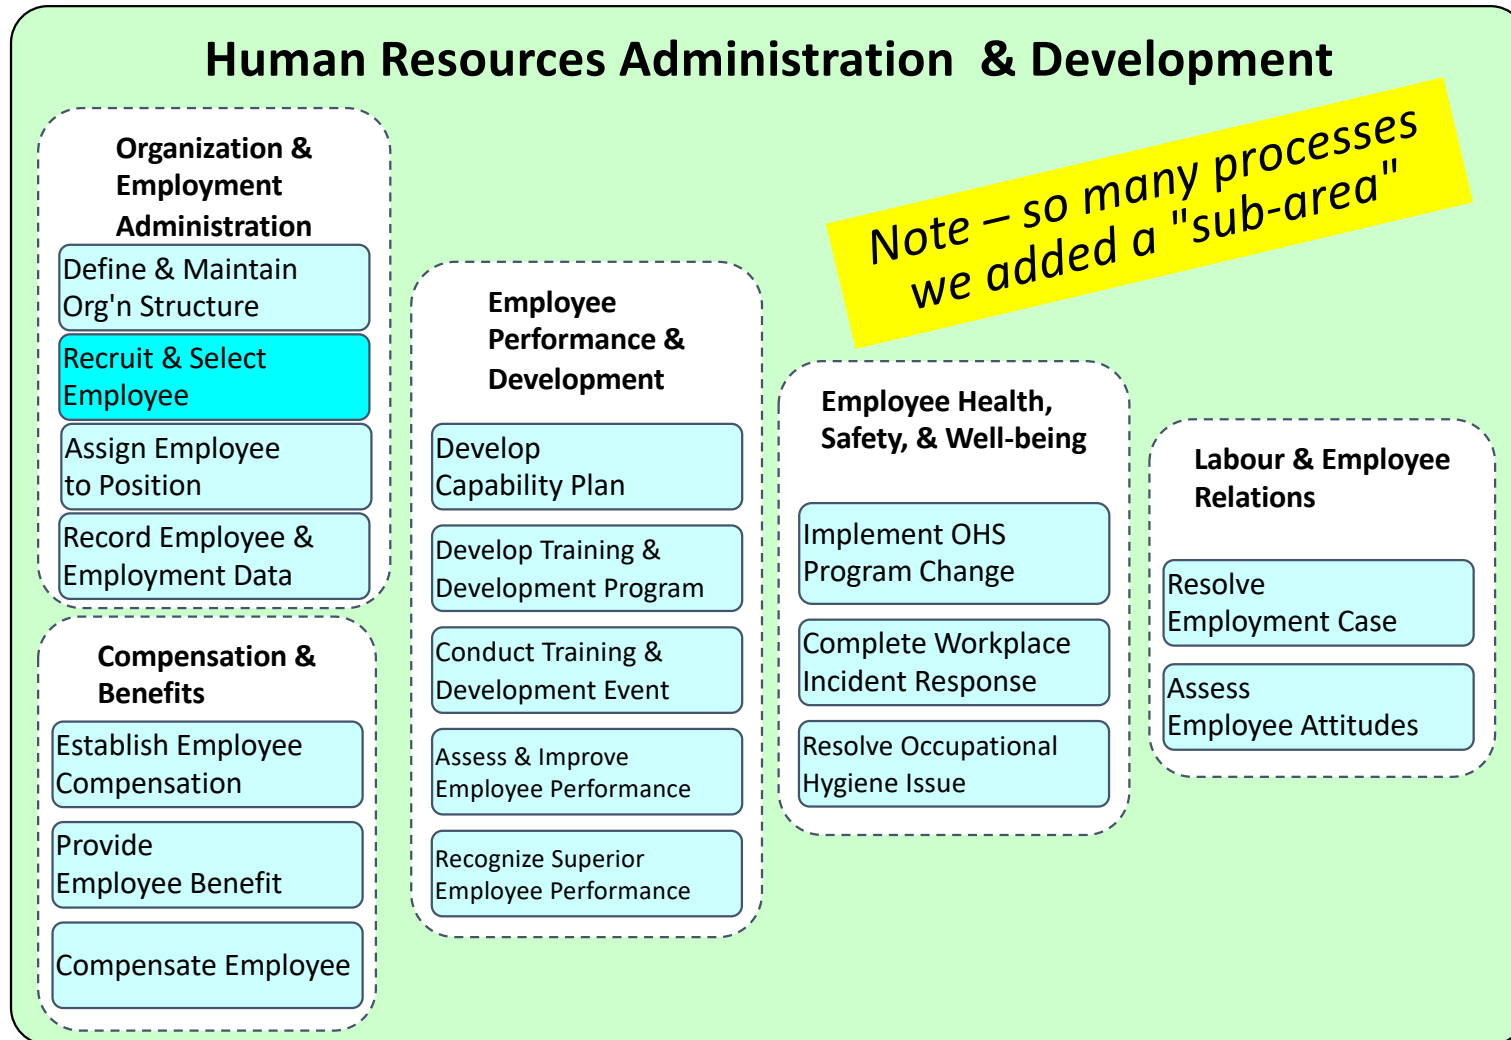 Human Resources Administration & Development
Note – so many processes
we added a "sub-area"
Organization &
Employment
Administration
Define & Maintain
Org'n Structure
Recruit & Select
Employee
Assign Employee
to Position
Record Employee &
Employment Data
Compensation &
Benefits
Establish Employee
Compensation
Provide
Employee Benefit
Compensate Employee
Employee
Performance &
Development
Develop
Capability Plan
Develop Training &
Development Program
Conduct Training &
Development Event
Assess & Improve
Employee Performance
Recognize Superior
Employee Performance
Employee Health,
Safety, & Well-being
Implement OHS
Program Change
Complete Workplace
Incident Response
Resolve Occupational
Hygiene Issue
Labour & Employee
Relations
Resolve
Employment Case
Assess
Employee Attitudes